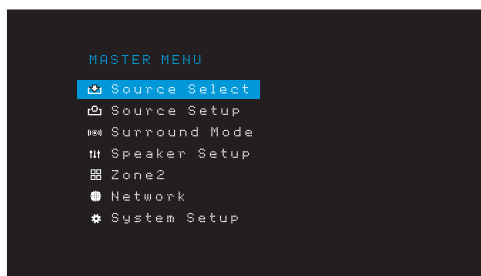 MASTER MENU
Source Select
Source Setup
Surround Mode
Speaker Setup
Zone2
Network
System Setup